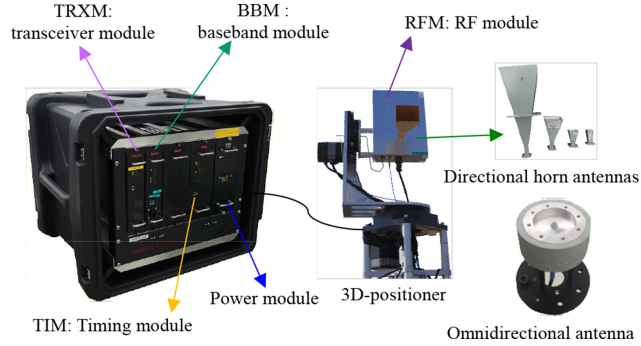 TRXM:
transceiver module
BBM :
baseband module
RFM: RF module
Directional horn antennas
Power module
3D-positioner
TIM: Timing module
Omnidirectional antenna